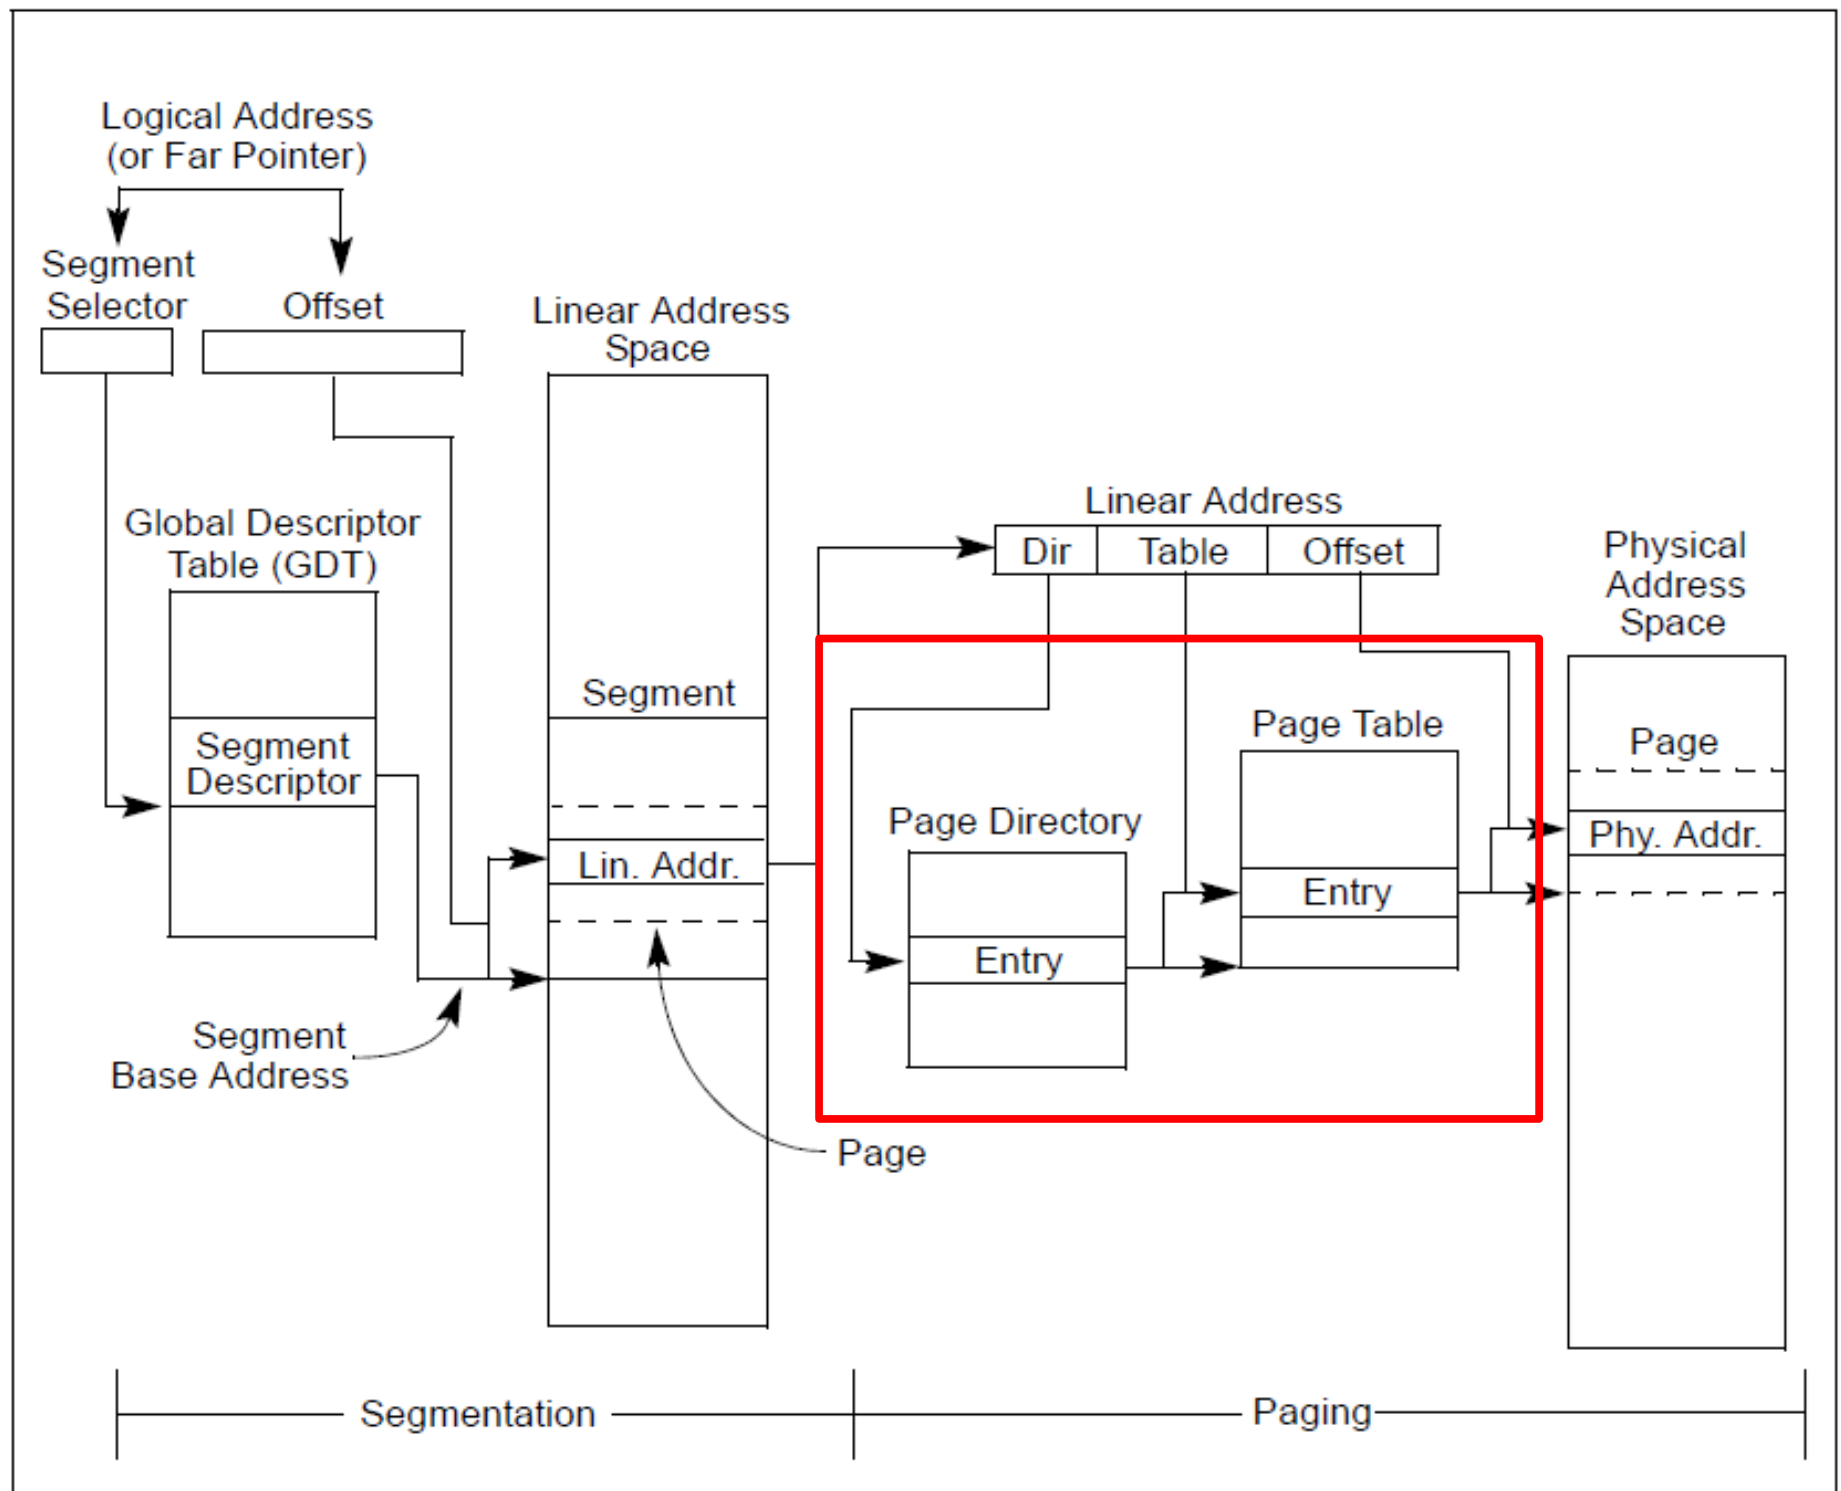 Logical Address
(or Far Pointer)
Segment
Selector
Offset
Linear Address
Space
Global Descriptor
Table (GDT)
Segment
Descriptor
Segment
Lin. Addr.
Segment
Base Address
Page
Linear Address
Dir
Table
Offset
Page Directory
Entry
Page Table
Entry
Physical
Address
Space
Page
Phy. Addr.
Segmentation
Paging